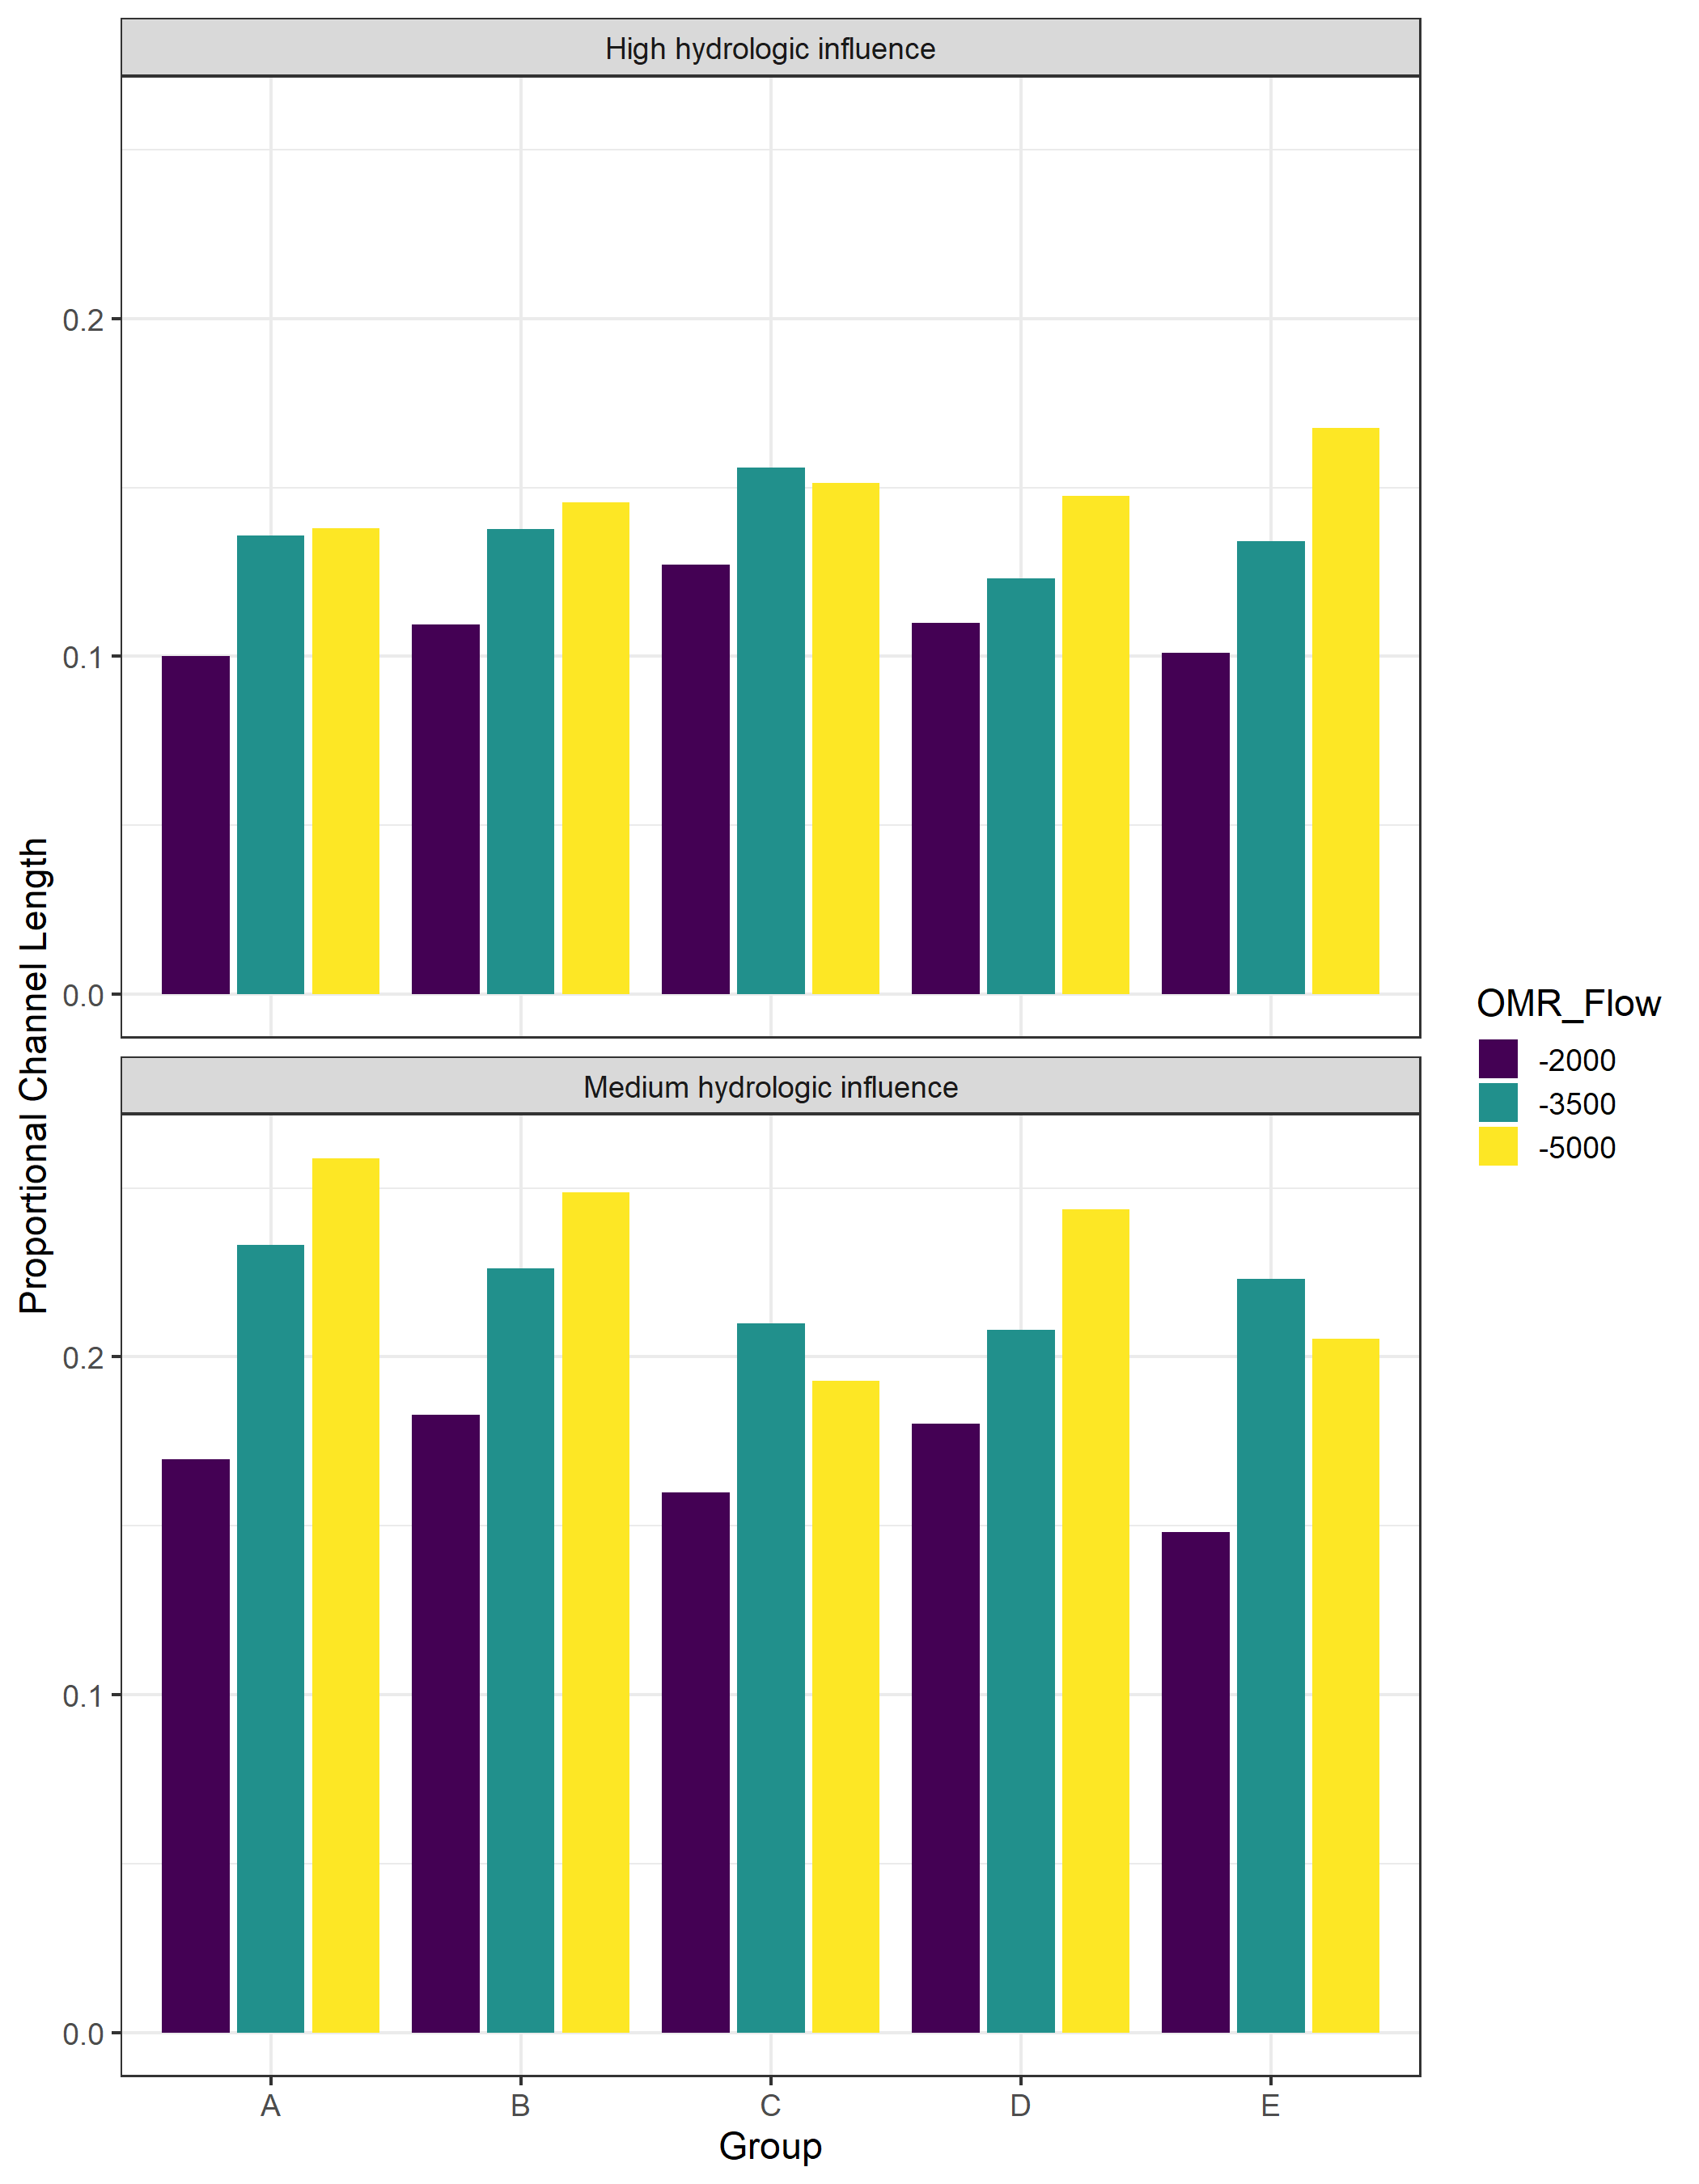 High hydrologic influence
0.2
0.1
0.0
Medium hydrologic influence
0.2
0.1
0.0
A B C D E
Group
Proportional Channel Length
OMR_Flow
-2000
-3500
-5000